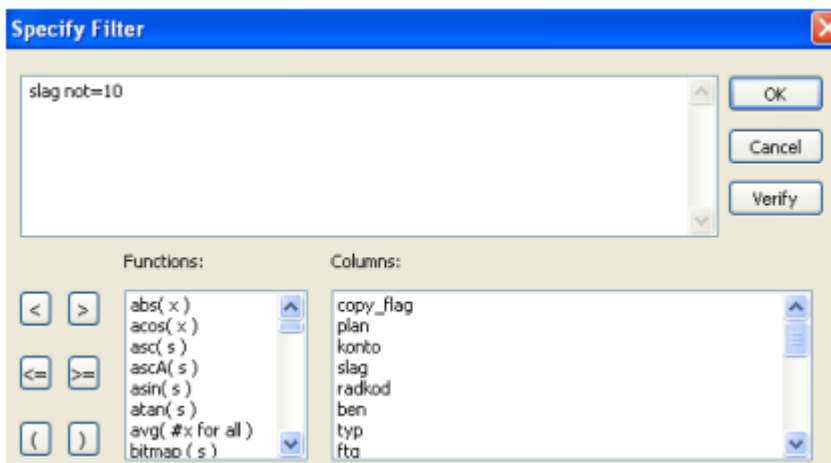 Specify Filter
slag not=10
OK
Cancel
Verify
Functions:
Columns:
< >
<= >=
( )
abs( x )
acos( x )
asc( s )
ascA( s )
asin( s )
atan( s )
avg( #x for all )
bitmap ( s )
copy_flag
plan
konto
slag
radkod
ben
typ
ftg